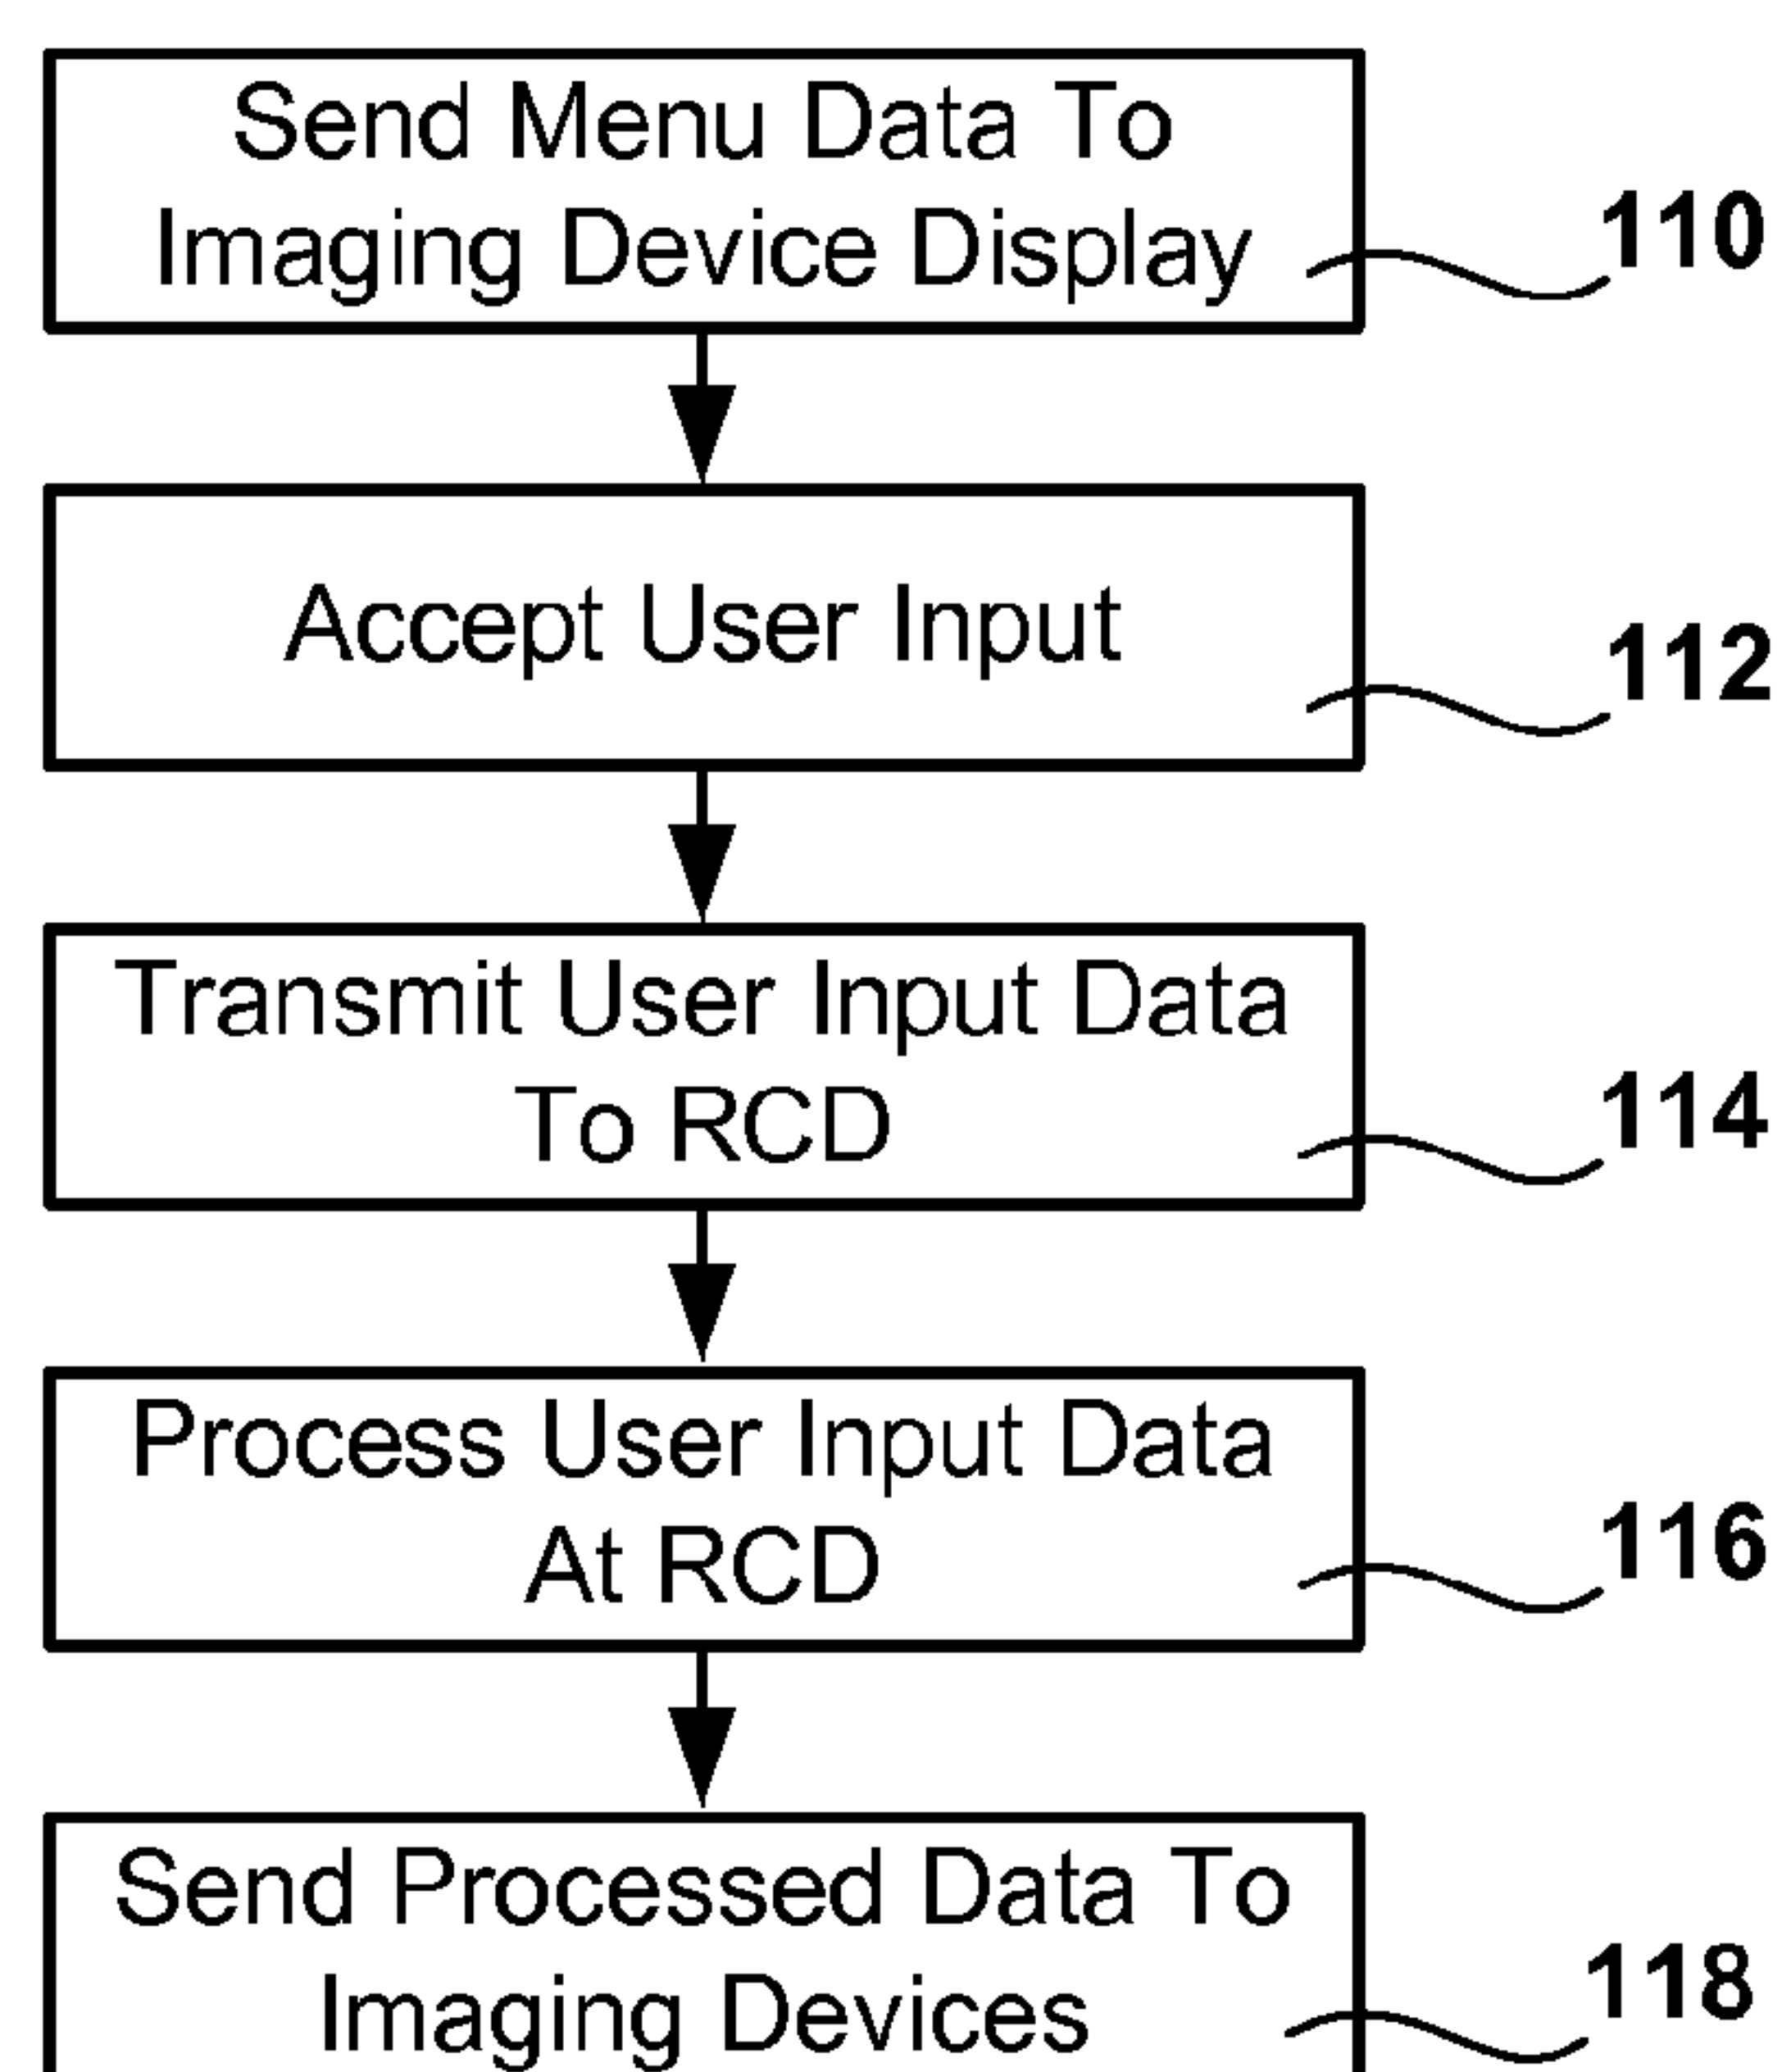 Send Menu Data To
Imaging Device Display
110
Accept User Input
112
Transmit User Input Data
To RCD
114
Process User Input Data
At RCD
116
Send Processed Data To
Imaging Devices
118